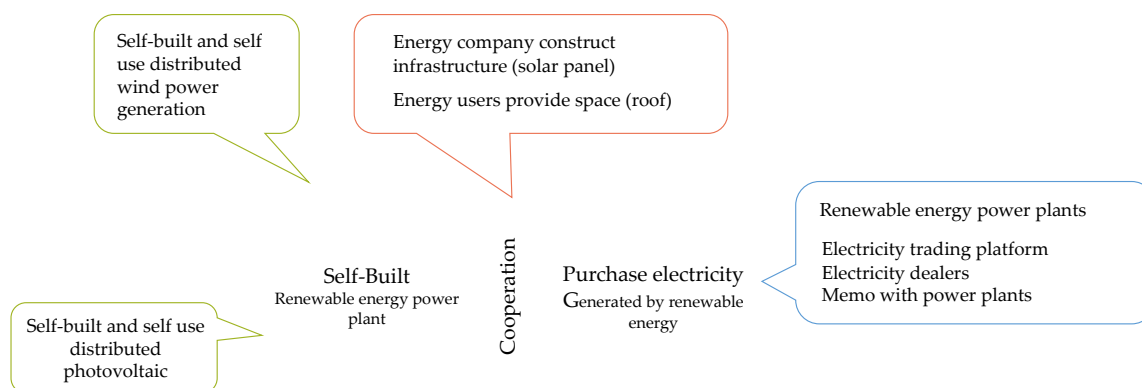 Self-built and self
use distributed
wind power
generation
Energy company construct
infrastructure (solar panel)
Energy users provide space (roof)
Renewable energy power plants
Electricity trading platform
Electricity dealers
Memo with power plants
Self-Built
Renewable energy power
plant
Cooperation
Purchase electricity
Generated by renewable
energy
Self-built and self use
distributed
photovoltaic